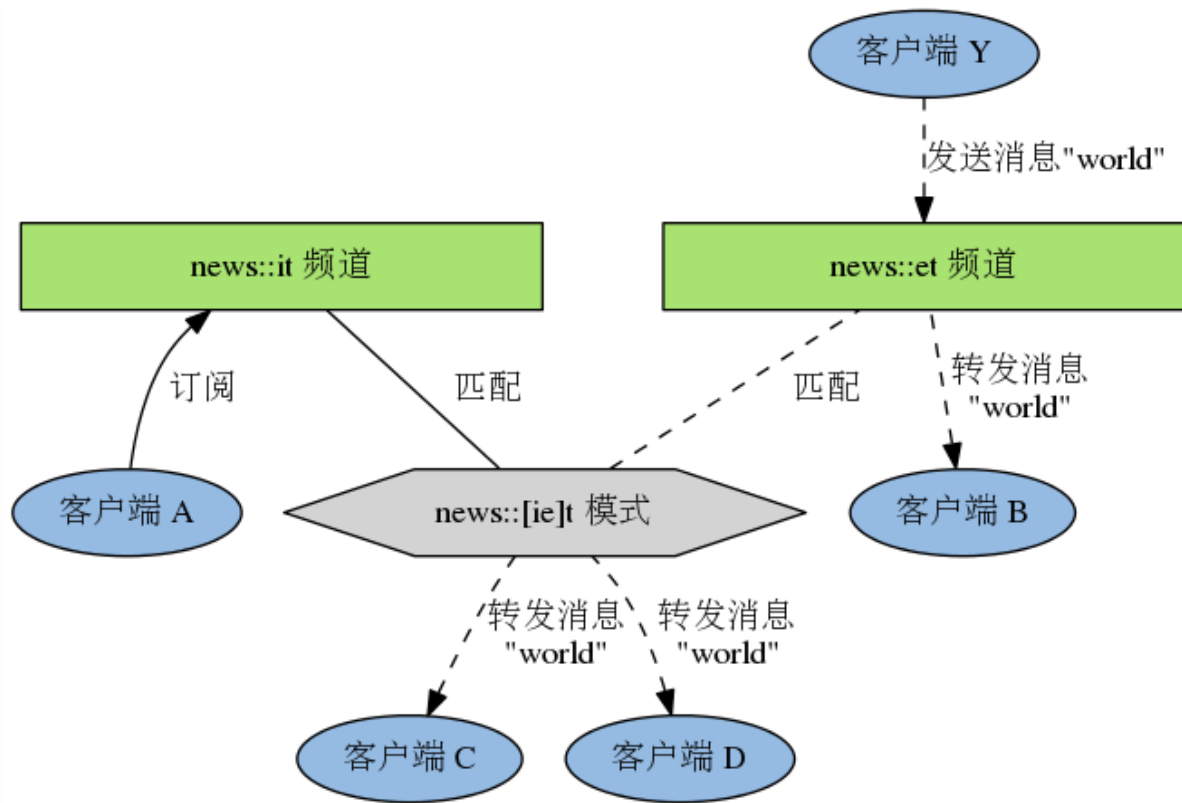 客户端 Y
发送消息"world"
news::it 频道
news::et 频道
订阅
匹配
匹配
转发消息
"world"
客户端 A
news::[ie]t 模式
客户端 B
转发消息
"world"
转发消息
"world"
客户端 C
客户端 D